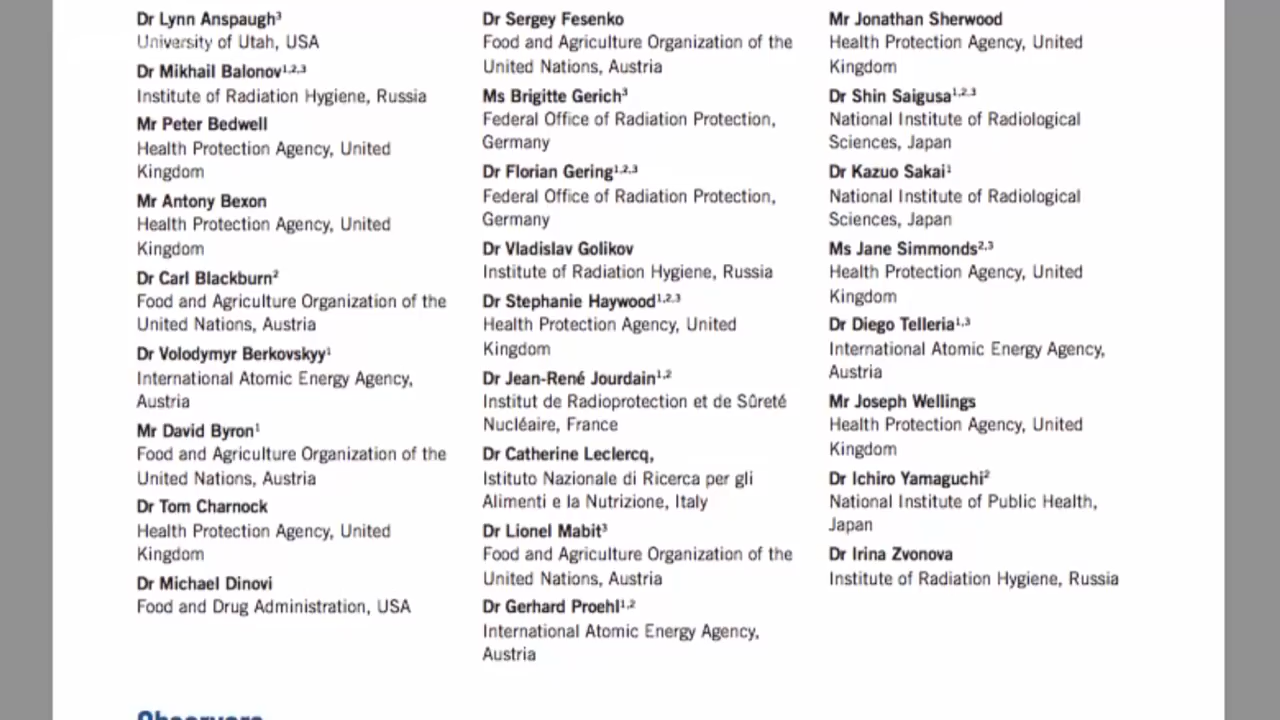 Dr Lynn Anspaugh³
University of Utah, USA
Dr Mikhail Balonov¹,²,³
Institute of Radiation Hygiene, Russia
Mr Peter Bedwell
Health Protection Agency, United
Kingdom
Mr Antony Bexon
Health Protection Agency, United
Kingdom
Dr Carl Blackburn²
Food and Agriculture Organization of the
United Nations, Austria
Dr Volodymyr Berkovskyy¹
International Atomic Energy Agency,
Austria
Mr David Byron¹
Food and Agriculture Organization of the
United Nations, Austria
Dr Tom Charnock
Health Protection Agency, United
Kingdom
Dr Michael Dinovi
Food and Drug Administration, USA
Dr Sergey Fesenko
Food and Agriculture Organization of the
United Nations, Austria
Ms Brigitte Gerich³
Federal Office of Radiation Protection,
Germany
Dr Florian Gering¹,²,³
Federal Office of Radiation Protection,
Germany
Dr Vladislav Golikov
Institute of Radiation Hygiene, Russia
Dr Stephanie Haywood¹,²,³
Health Protection Agency, United
Kingdom
Dr Jean-René Jourdain¹,²
Institut de Radioprotection et de Sûreté
Nucléaire, France
Dr Catherine Leclercq,
Istituto Nazionale di Ricerca per gli
Alimenti e la Nutrizione, Italy
Dr Lionel Mabit³
Food and Agriculture Organization of the
United Nations, Austria
Dr Gerhard Proehl¹,²
International Atomic Energy Agency,
Austria
Mr Jonathan Sherwood
Health Protection Agency, United
Kingdom
Dr Shin Saigusa¹,²,³
National Institute of Radiological
Sciences, Japan
Dr Kazuo Sakai¹
National Institute of Radiological
Sciences, Japan
Ms Jane Simmonds²,³
Health Protection Agency, United
Kingdom
Dr Diego Telleria¹,³
International Atomic Energy Agency,
Austria
Mr Joseph Wellings
Health Protection Agency, United
Kingdom
Dr Ichiro Yamaguchi²
National Institute of Public Health,
Japan
Dr Irina Zvonova
Institute of Radiation Hygiene, Russia
Observers